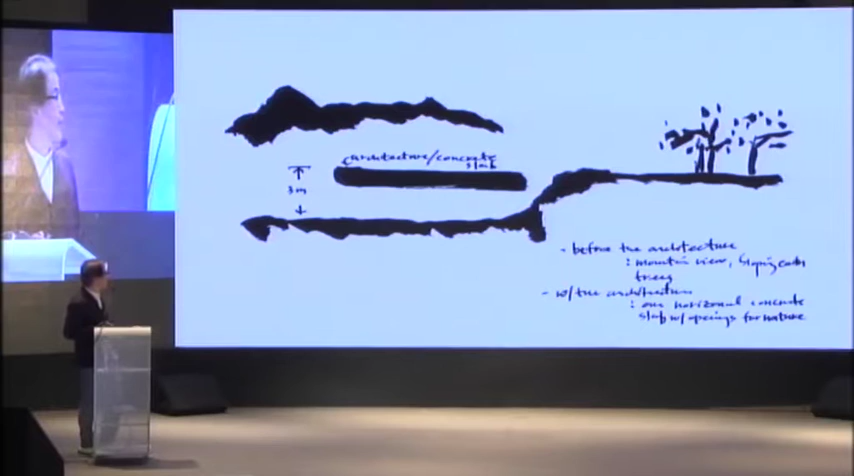 architecture/concrete
slab
3m
- before the architecture
: mountain view, sloping earth
trees
- w/the architecture
: one horizontal concrete
slab w/openings for nature